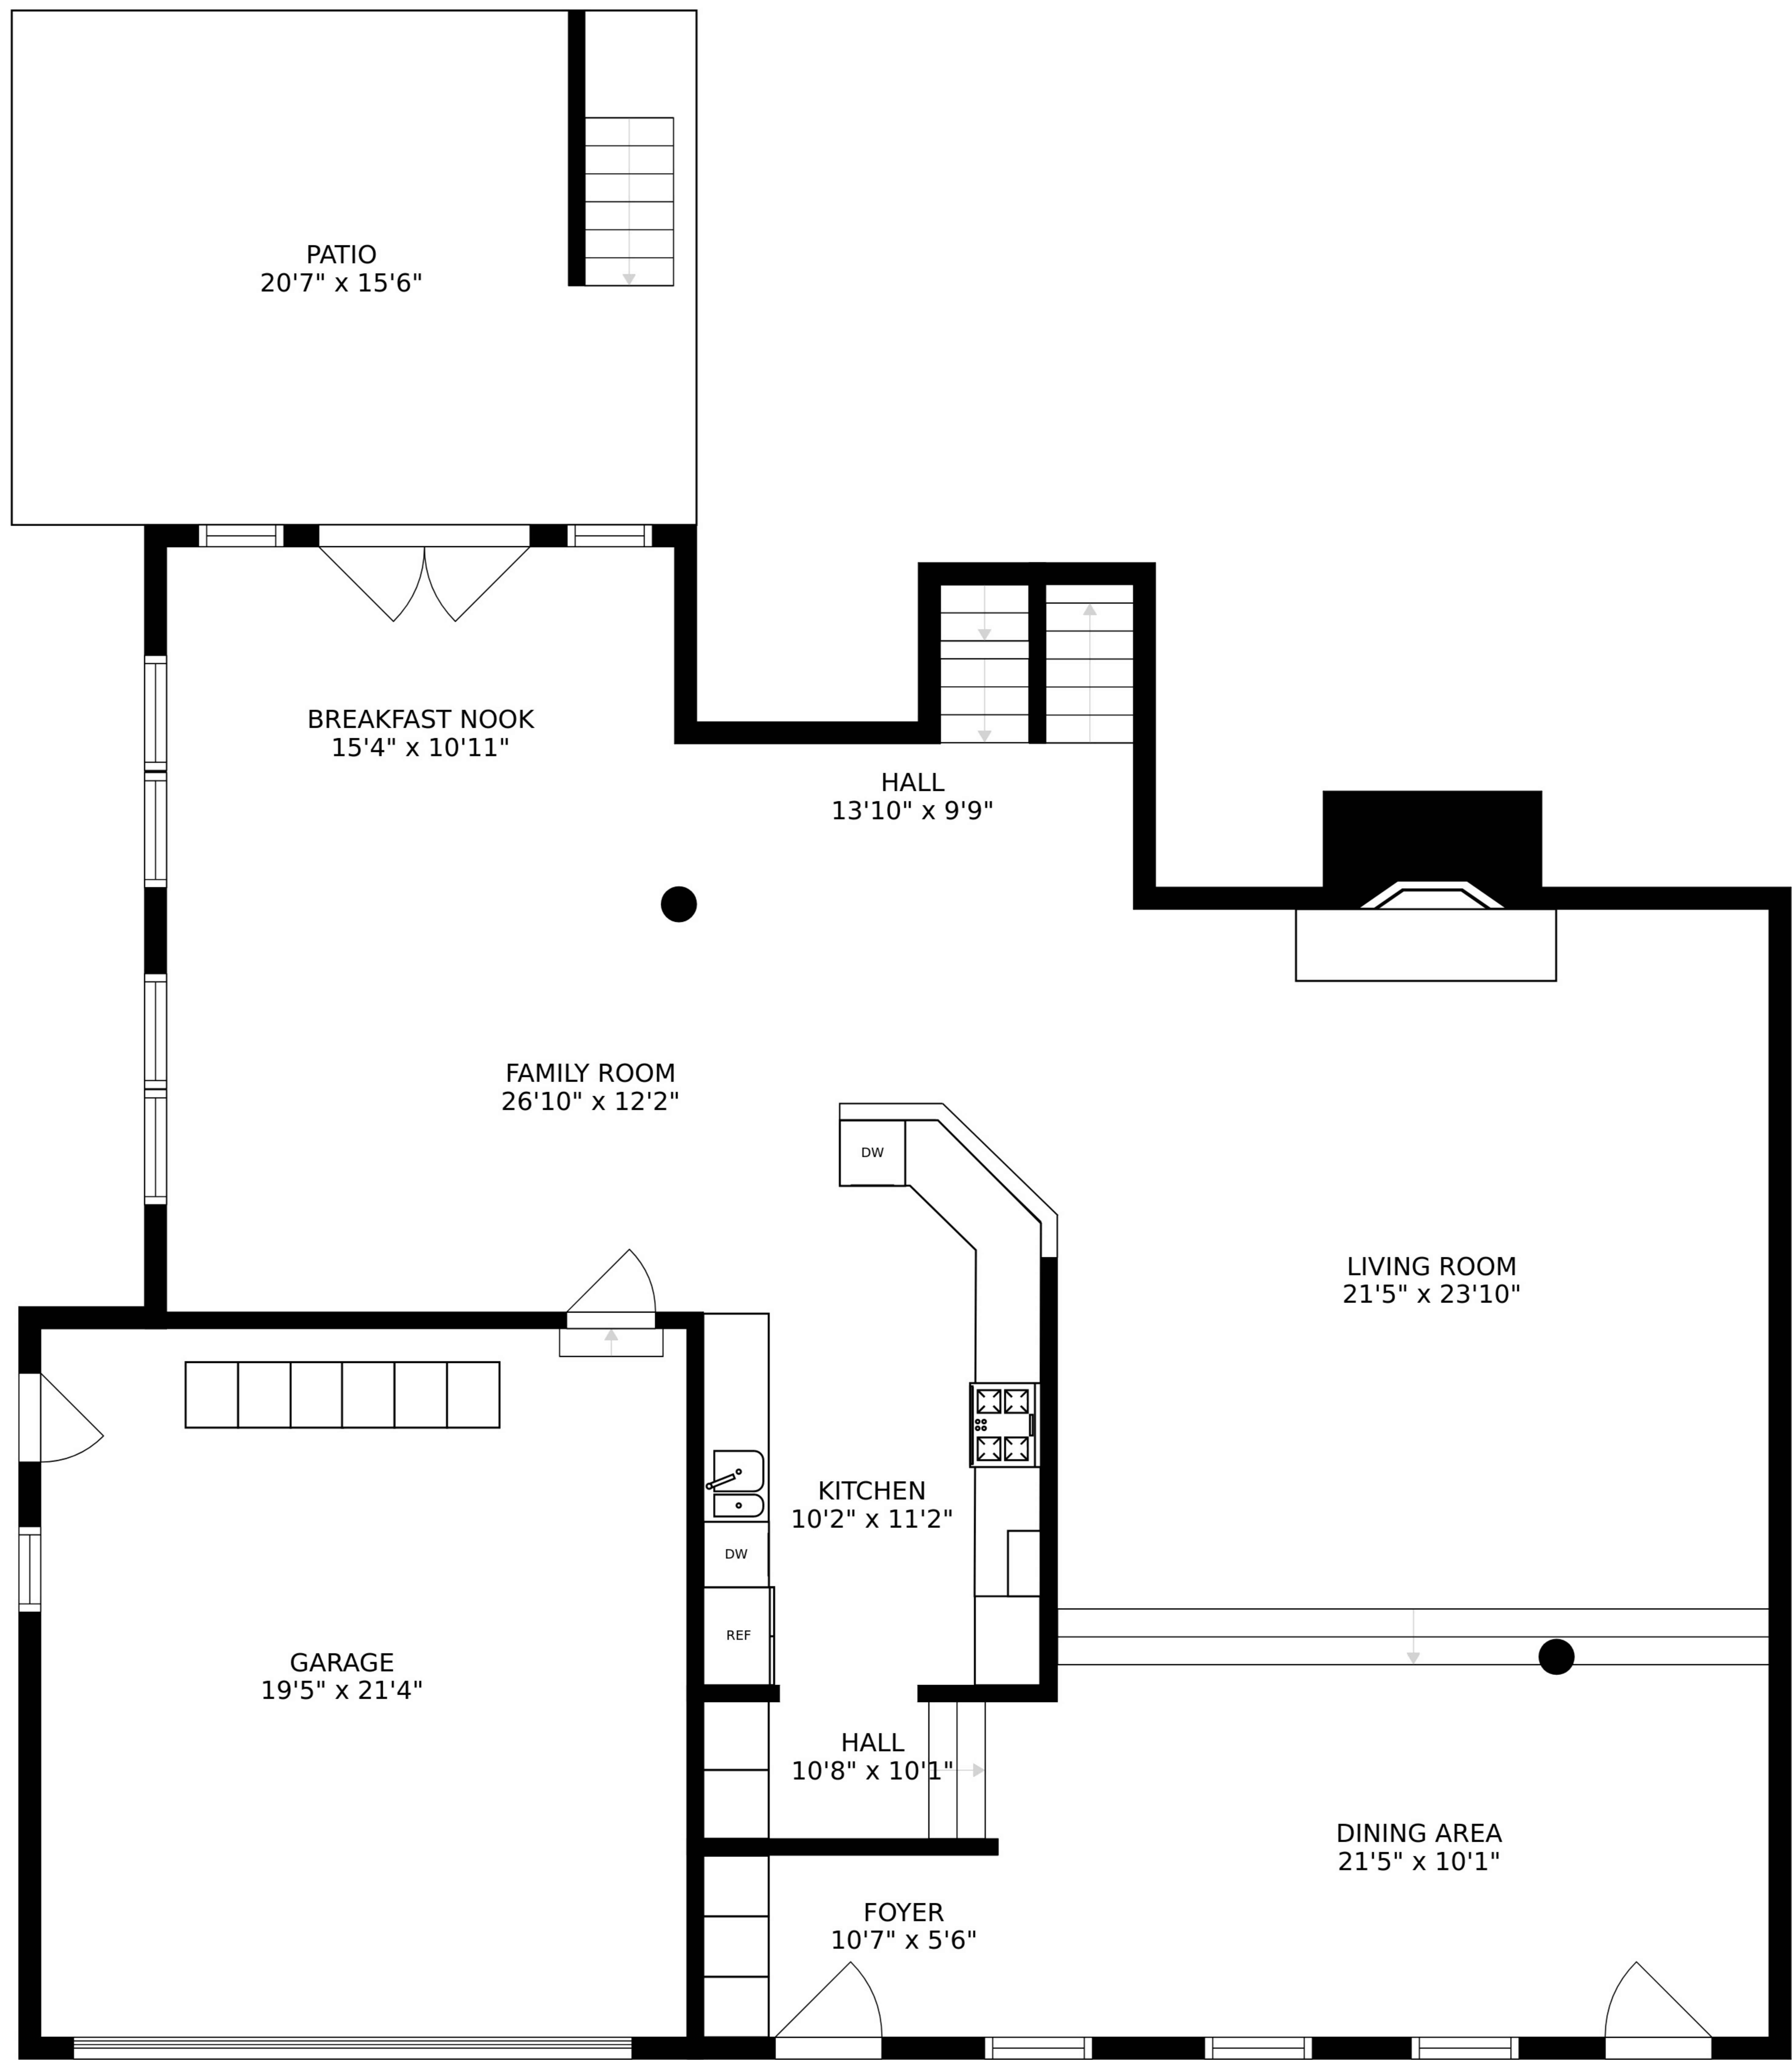 PATIO
20'7" x 15'6"
BREAKFAST NOOK
15'4" x 10'11"
HALL
13'10" x 9'9"
FAMILY ROOM
26'10" x 12'2"
DW
LIVING ROOM
21'5" x 23'10"
KITCHEN
10'2" x 11'2"
DW
REF
GARAGE
19'5" x 21'4"
HALL
10'8" x 10'1"
DINING AREA
21'5" x 10'1"
FOYER
10'7" x 5'6"